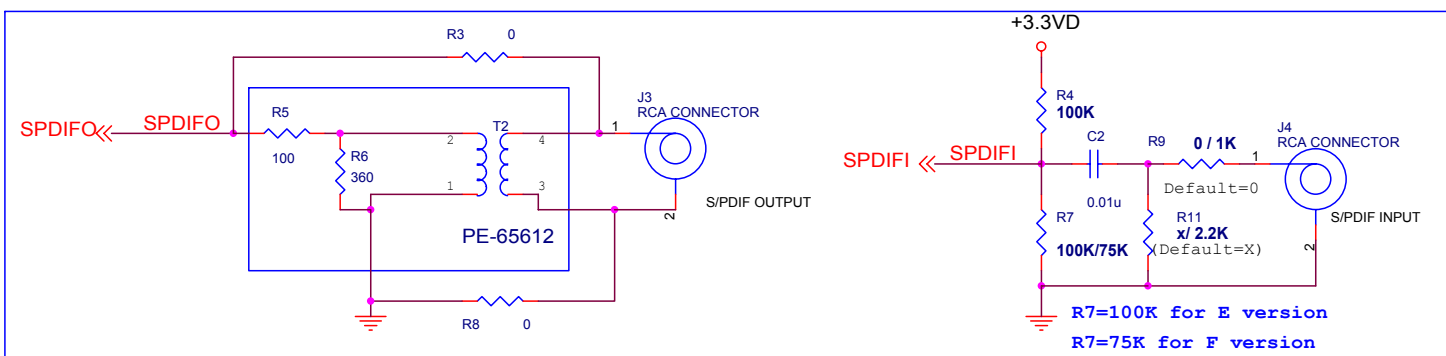 R3 0
J3
RCA CONNECTOR
SPDIFO
SPDIFO
R5
100
R6
360
2
1
T2
4
3
1
2
S/PDIF OUTPUT
PE-65612
R8 0
+3.3VD
R4
100K
SPDIFI
SPDIFI
C2
0.01u
R9
0 / 1K
Default=0
1
J4
RCA CONNECTOR
R7
100K/75K
R11
x/ 2.2K
(Default=X)
2
S/PDIF INPUT
R7=100K for E version
R7=75K for F version